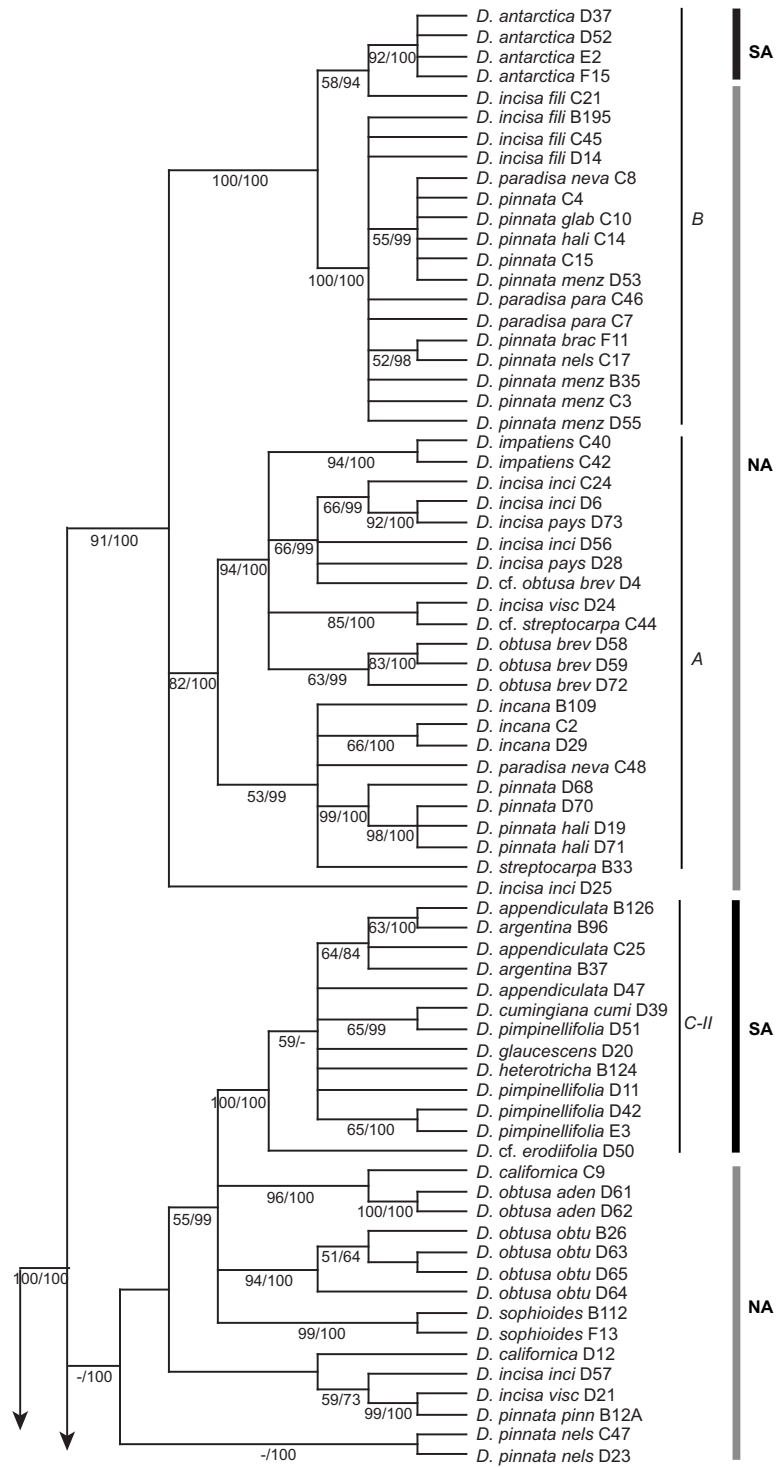 D. antarctica D37
D. antarctica D52
SA
92/100
D. antarctica E2
58/94
D. antarctica F15
D. incisa fili C21
D. incisa fili B195
D. incisa fili C45
D. incisa fili D14
100/100
D. paradisa neva C8
D. pinnata C4
D. pinnata glab C10
B
55/99
D. pinnata hali C14
D. pinnata C15
100/100
D. pinnata menz D53
D. paradisa para C46
D. paradisa para C7
D. pinnata brac F11
52/98
D. pinnata nels C17
D. pinnata menz B35
D. pinnata menz C3
D. pinnata menz D55
D. impatiens C40
94/100
D. impatiens C42
NA
D. incisa inci C24
66/99
D. incisa inci D6
92/100
D. incisa pays D73
91/100
66/99
D. incisa inci D56
94/100
D. incisa pays D28
D. cf. obtusa brev D4
D. incisa visc D24
85/100
D. cf. streptocarpa C44
D. obtusa brev D58
83/100
D. obtusa brev D59
A
82/100
63/99
D. obtusa brev D72
D. incana B109
D. incana C2
66/100
D. incana D29
D. paradisa neva C48
53/99
D. pinnata D68
99/100
D. pinnata D70
D. pinnata hali D19
98/100
D. pinnata hali D71
D. streptocarpa B33
D. incisa inci D25
D. appendiculata B126
63/100
D. argentina B96
64/84
D. appendiculata C25
D. argentina B37
D. appendiculata D47
D. cumingiana cumi D39
65/99
D. pimpinellifolia D51
C-II
SA
59/-
D. glaucescens D20
D. heterotricha B124
D. pimpinellifolia D11
100/100
D. pimpinellifolia D42
65/100
D. pimpinellifolia E3
D. cf. erodiifolia D50
D. californica C9
96/100
D. obtusa aden D61
100/100
D. obtusa aden D62
55/99
D. obtusa obtu B26
51/64
D. obtusa obtu D63
D. obtusa obtu D65
100/100
94/100
D. obtusa obtu D64
NA
D. sophioides B112
99/100
D. sophioides F13
D. californica D12
-/100
D. incisa inci D57
59/73
D. incisa visc D21
99/100
D. pinnata pinn B12A
D. pinnata nels C47
-/100
D. pinnata nels D23